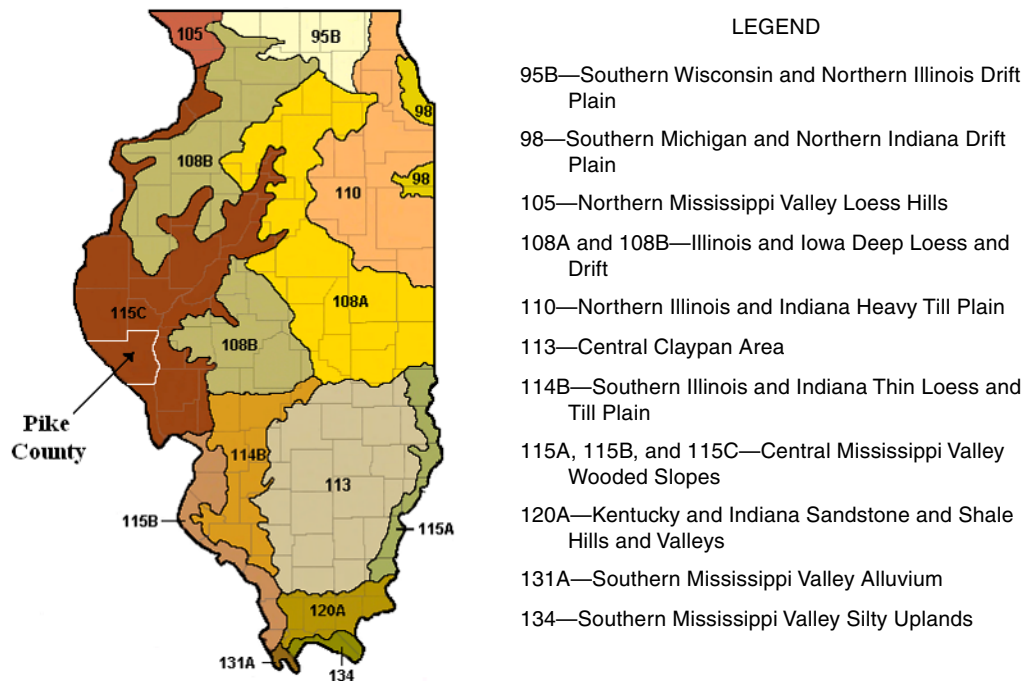 105
95B
98
108B
98
110
115C
108A
108B
Pike
County
114B
113
115B
115A
120A
131A
134
LEGEND
95B—Southern Wisconsin and Northern Illinois Drift
Plain
98—Southern Michigan and Northern Indiana Drift
Plain
105—Northern Mississippi Valley Loess Hills
108A and 108B—Illinois and Iowa Deep Loess and
Drift
110—Northern Illinois and Indiana Heavy Till Plain
113—Central Claypan Area
114B—Southern Illinois and Indiana Thin Loess and
Till Plain
115A, 115B, and 115C—Central Mississippi Valley
Wooded Slopes
120A—Kentucky and Indiana Sandstone and Shale
Hills and Valleys
131A—Southern Mississippi Valley Alluvium
134—Southern Mississippi Valley Silty Uplands